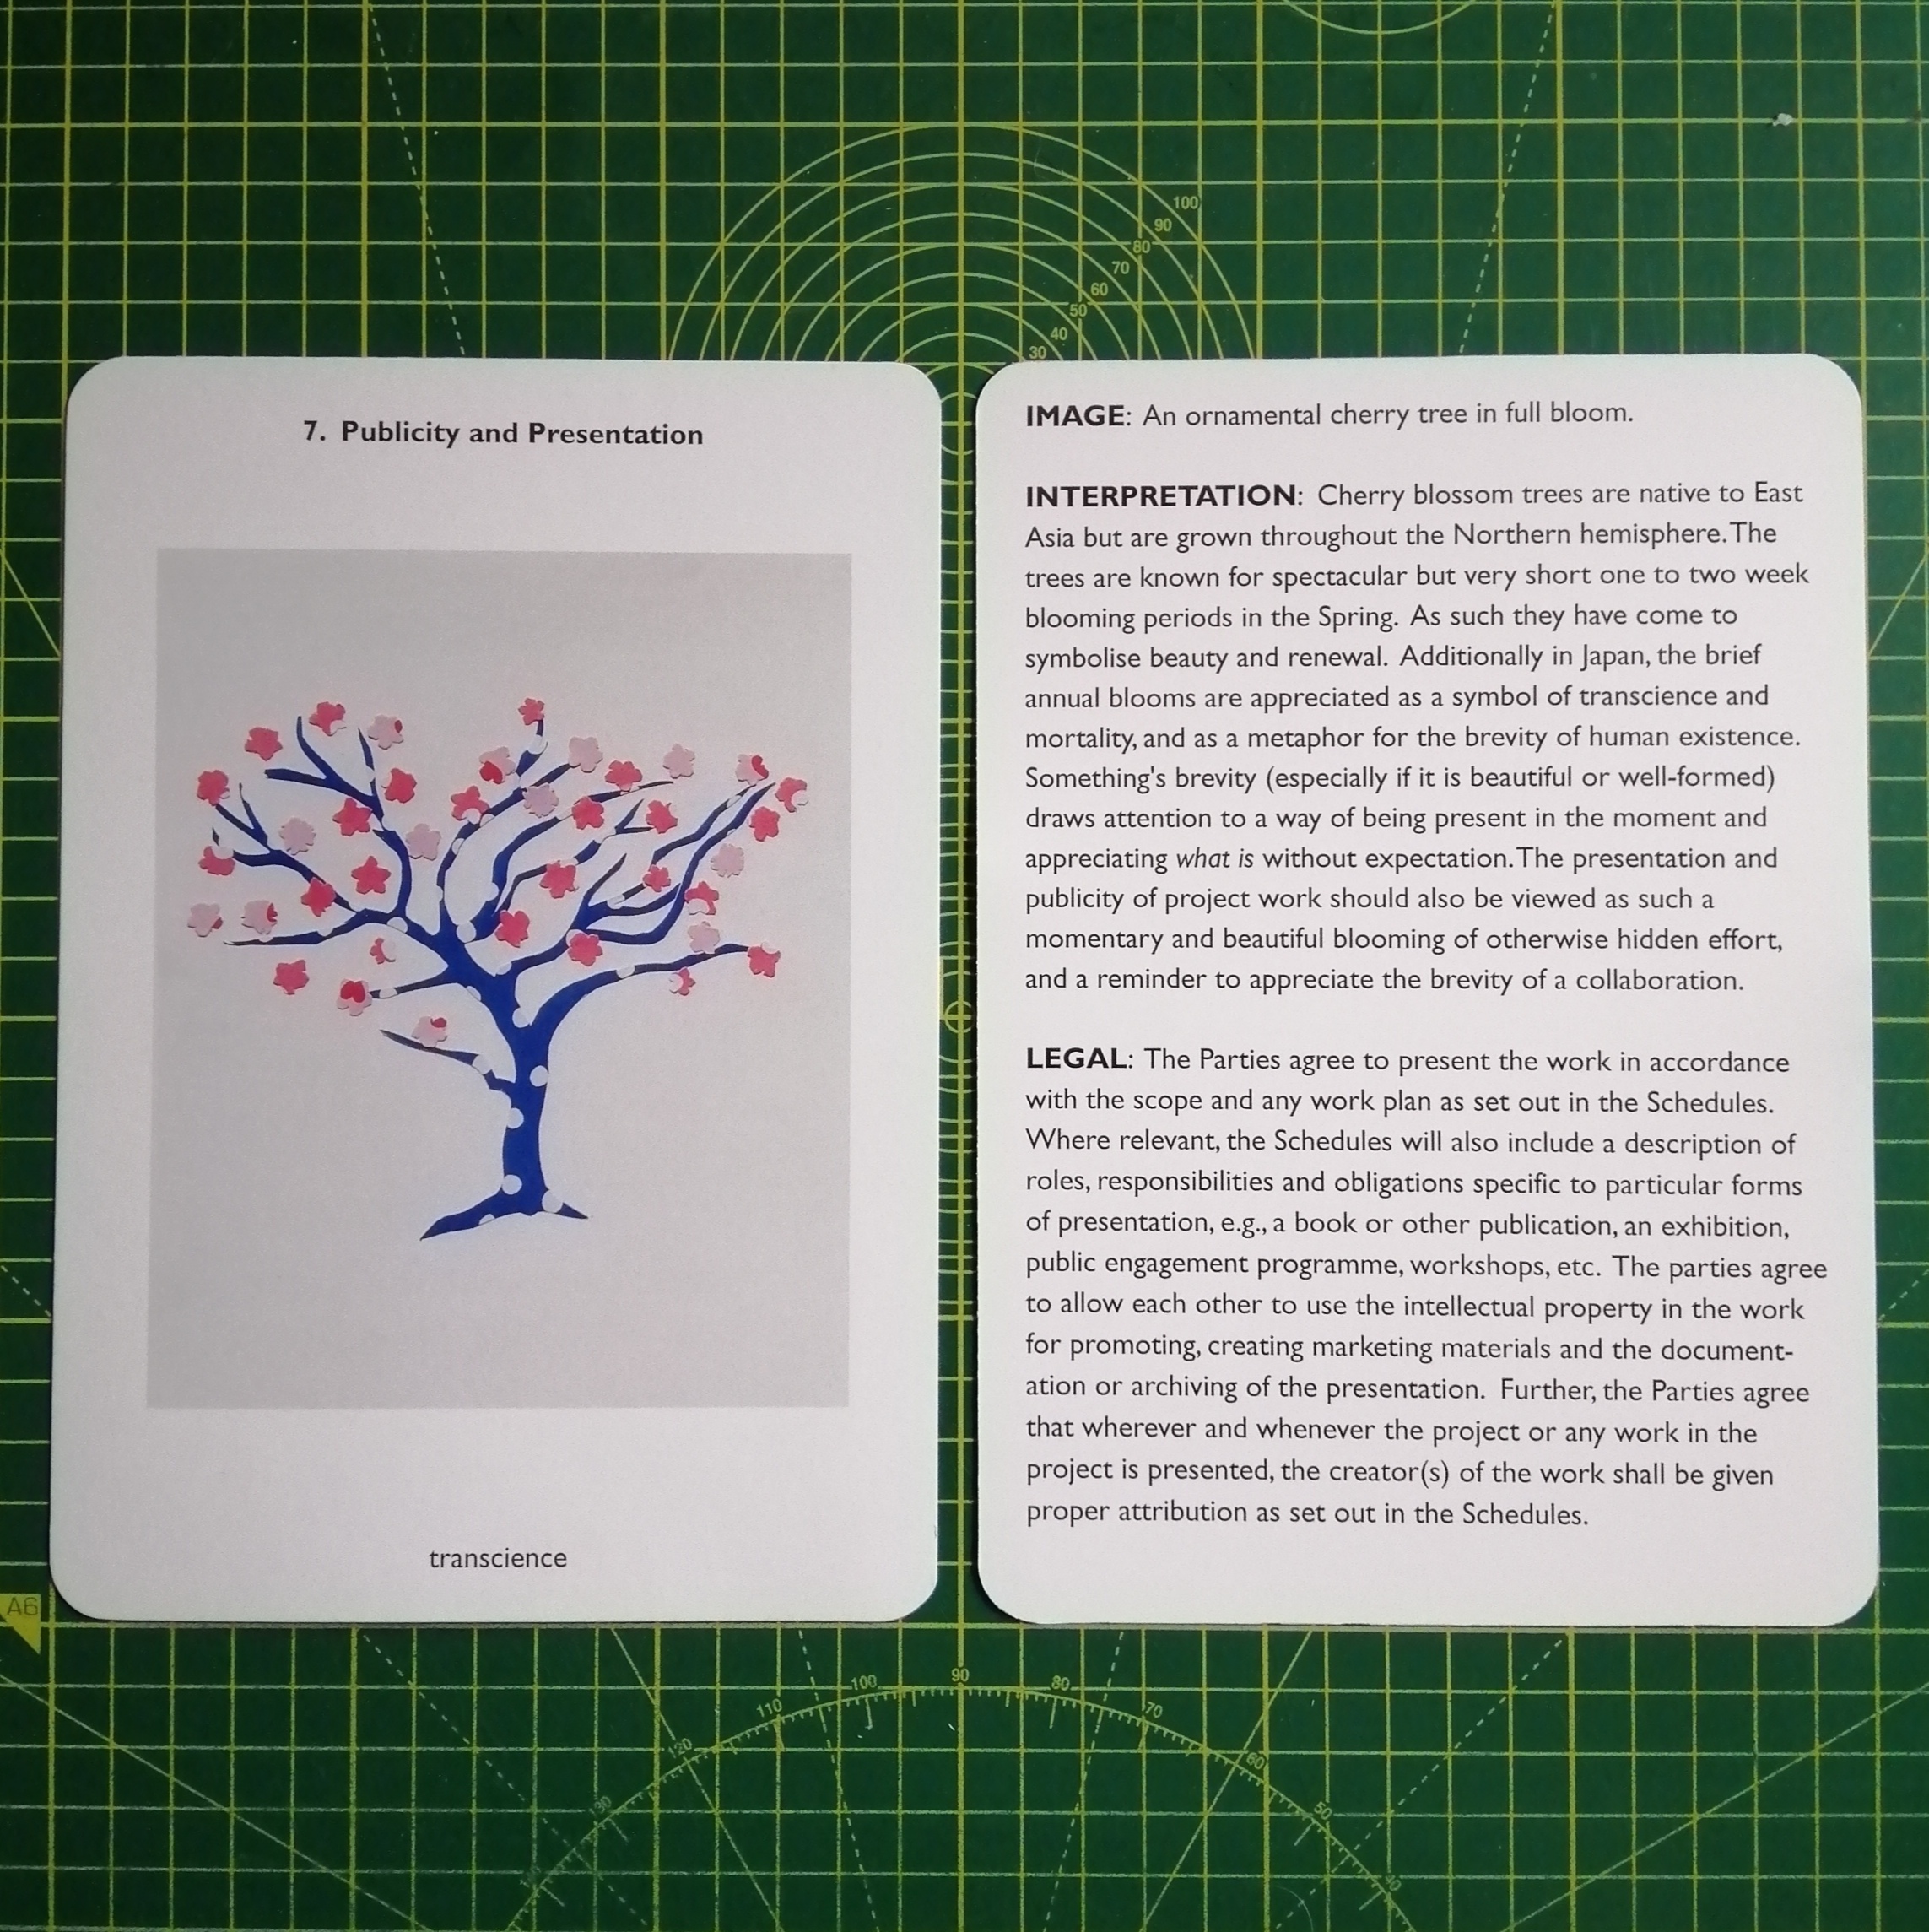 100
90
80
70
60
50
40
30
7. Publicity and Presentation
transcience
IMAGE: An ornamental cherry tree in full bloom.
INTERPRETATION: Cherry blossom trees are native to East
Asia but are grown throughout the Northern hemisphere. The
trees are known for spectacular but very short one to two week
blooming periods in the Spring. As such they have come to
symbolise beauty and renewal. Additionally in Japan, the brief
annual blooms are appreciated as a symbol of transcience and
mortality, and as a metaphor for the brevity of human existence.
Something's brevity (especially if it is beautiful or well-formed)
draws attention to a way of being present in the moment and
appreciating what is without expectation. The presentation and
publicity of project work should also be viewed as such a
momentary and beautiful blooming of otherwise hidden effort,
and a reminder to appreciate the brevity of a collaboration.
LEGAL: The Parties agree to present the work in accordance
with the scope and any work plan as set out in the Schedules.
Where relevant, the Schedules will also include a description of
roles, responsibilities and obligations specific to particular forms
of presentation, e.g., a book or other publication, an exhibition,
public engagement programme, workshops, etc. The parties agree
to allow each other to use the intellectual property in the work
for promoting, creating marketing materials and the document-
ation or archiving of the presentation. Further, the Parties agree
that wherever and whenever the project or any work in the
project is presented, the creator(s) of the work shall be given
proper attribution as set out in the Schedules.
A6
130
120
110
100
90
80
70
60
50
40